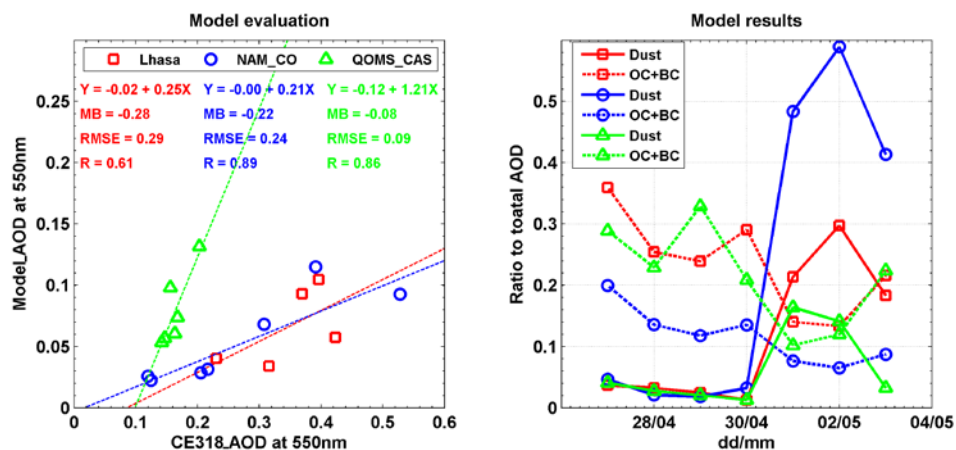 Model evaluation
Lhasa NAM_CO QOMS_CAS
Y = -0.02 + 0.25X Y = -0.00 + 0.21X Y = -0.12 + 1.21X
MB = -0.28 MB = -0.22 MB = -0.08
RMSE = 0.29 RMSE = 0.24 RMSE = 0.09
R = 0.61 R = 0.89 R = 0.86
0.25
0.2
0.15
0.1
0.05
0
0 0.1 0.2 0.3 0.4 0.5 0.6
CE318_AOD at 550nm
Model_AOD at 550nm
Model results
Dust
OC+BC
Dust
OC+BC
Dust
OC+BC
0.5
0.4
0.3
0.2
0.1
0
28/04 30/04 02/05 04/05
dd/mm
Ratio to toatal AOD